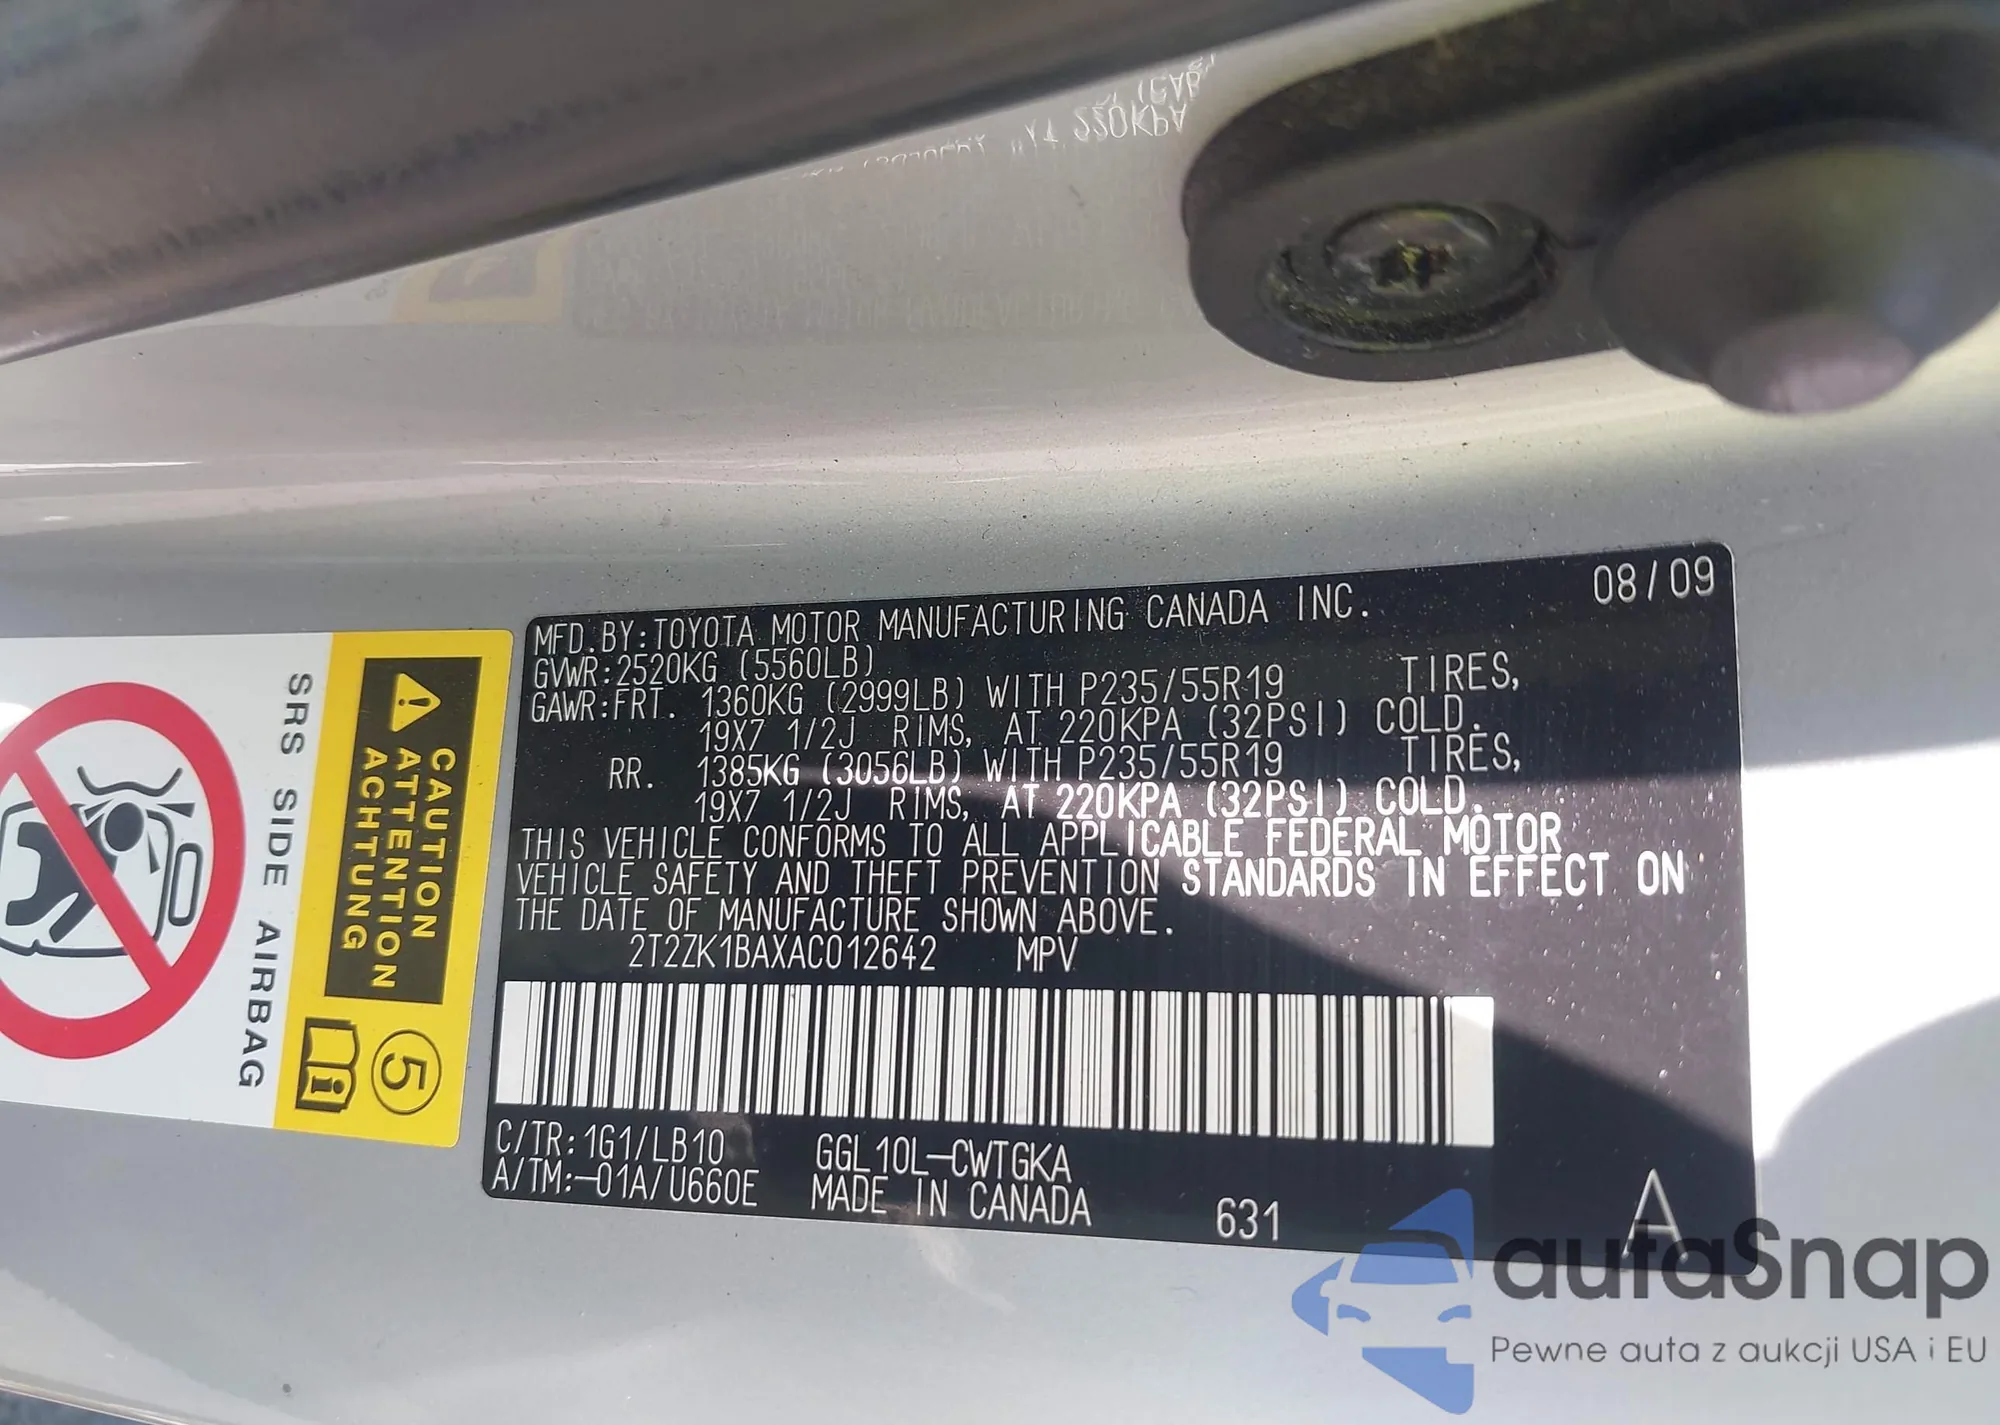 08/09
MFD.BY:TOYOTA MOTOR MANUFACTURING CANADA INC.
GVWR:2520KG (5560LB)
GAWR:FRT. 1360KG (2999LB) WITH P235/55R19 TIRES,
19X7 1/2J RIMS, AT 220KPA (32PSI) COLD.
RR. 1385KG (3056LB) WITH P235/55R19 TIRES,
19X7 1/2J RIMS, AT 220KPA (32PSI) COLD.
THIS VEHICLE CONFORMS TO ALL APPLICABLE FEDERAL MOTOR
VEHICLE SAFETY AND THEFT PREVENTION STANDARDS IN EFFECT ON
THE DATE OF MANUFACTURE SHOWN ABOVE.
2T2ZK1BAXAC012642 MPV
C/TR:1G1/LB10 GGL10L-CWTGKA
A/TM:-01A/U660E MADE IN CANADA 631 A
CAUTION
ATTENTION
ACHTUNG
5
i
SRS SIDE AIRBAG
autaSnap
Pewne auta z aukcji USA i EU